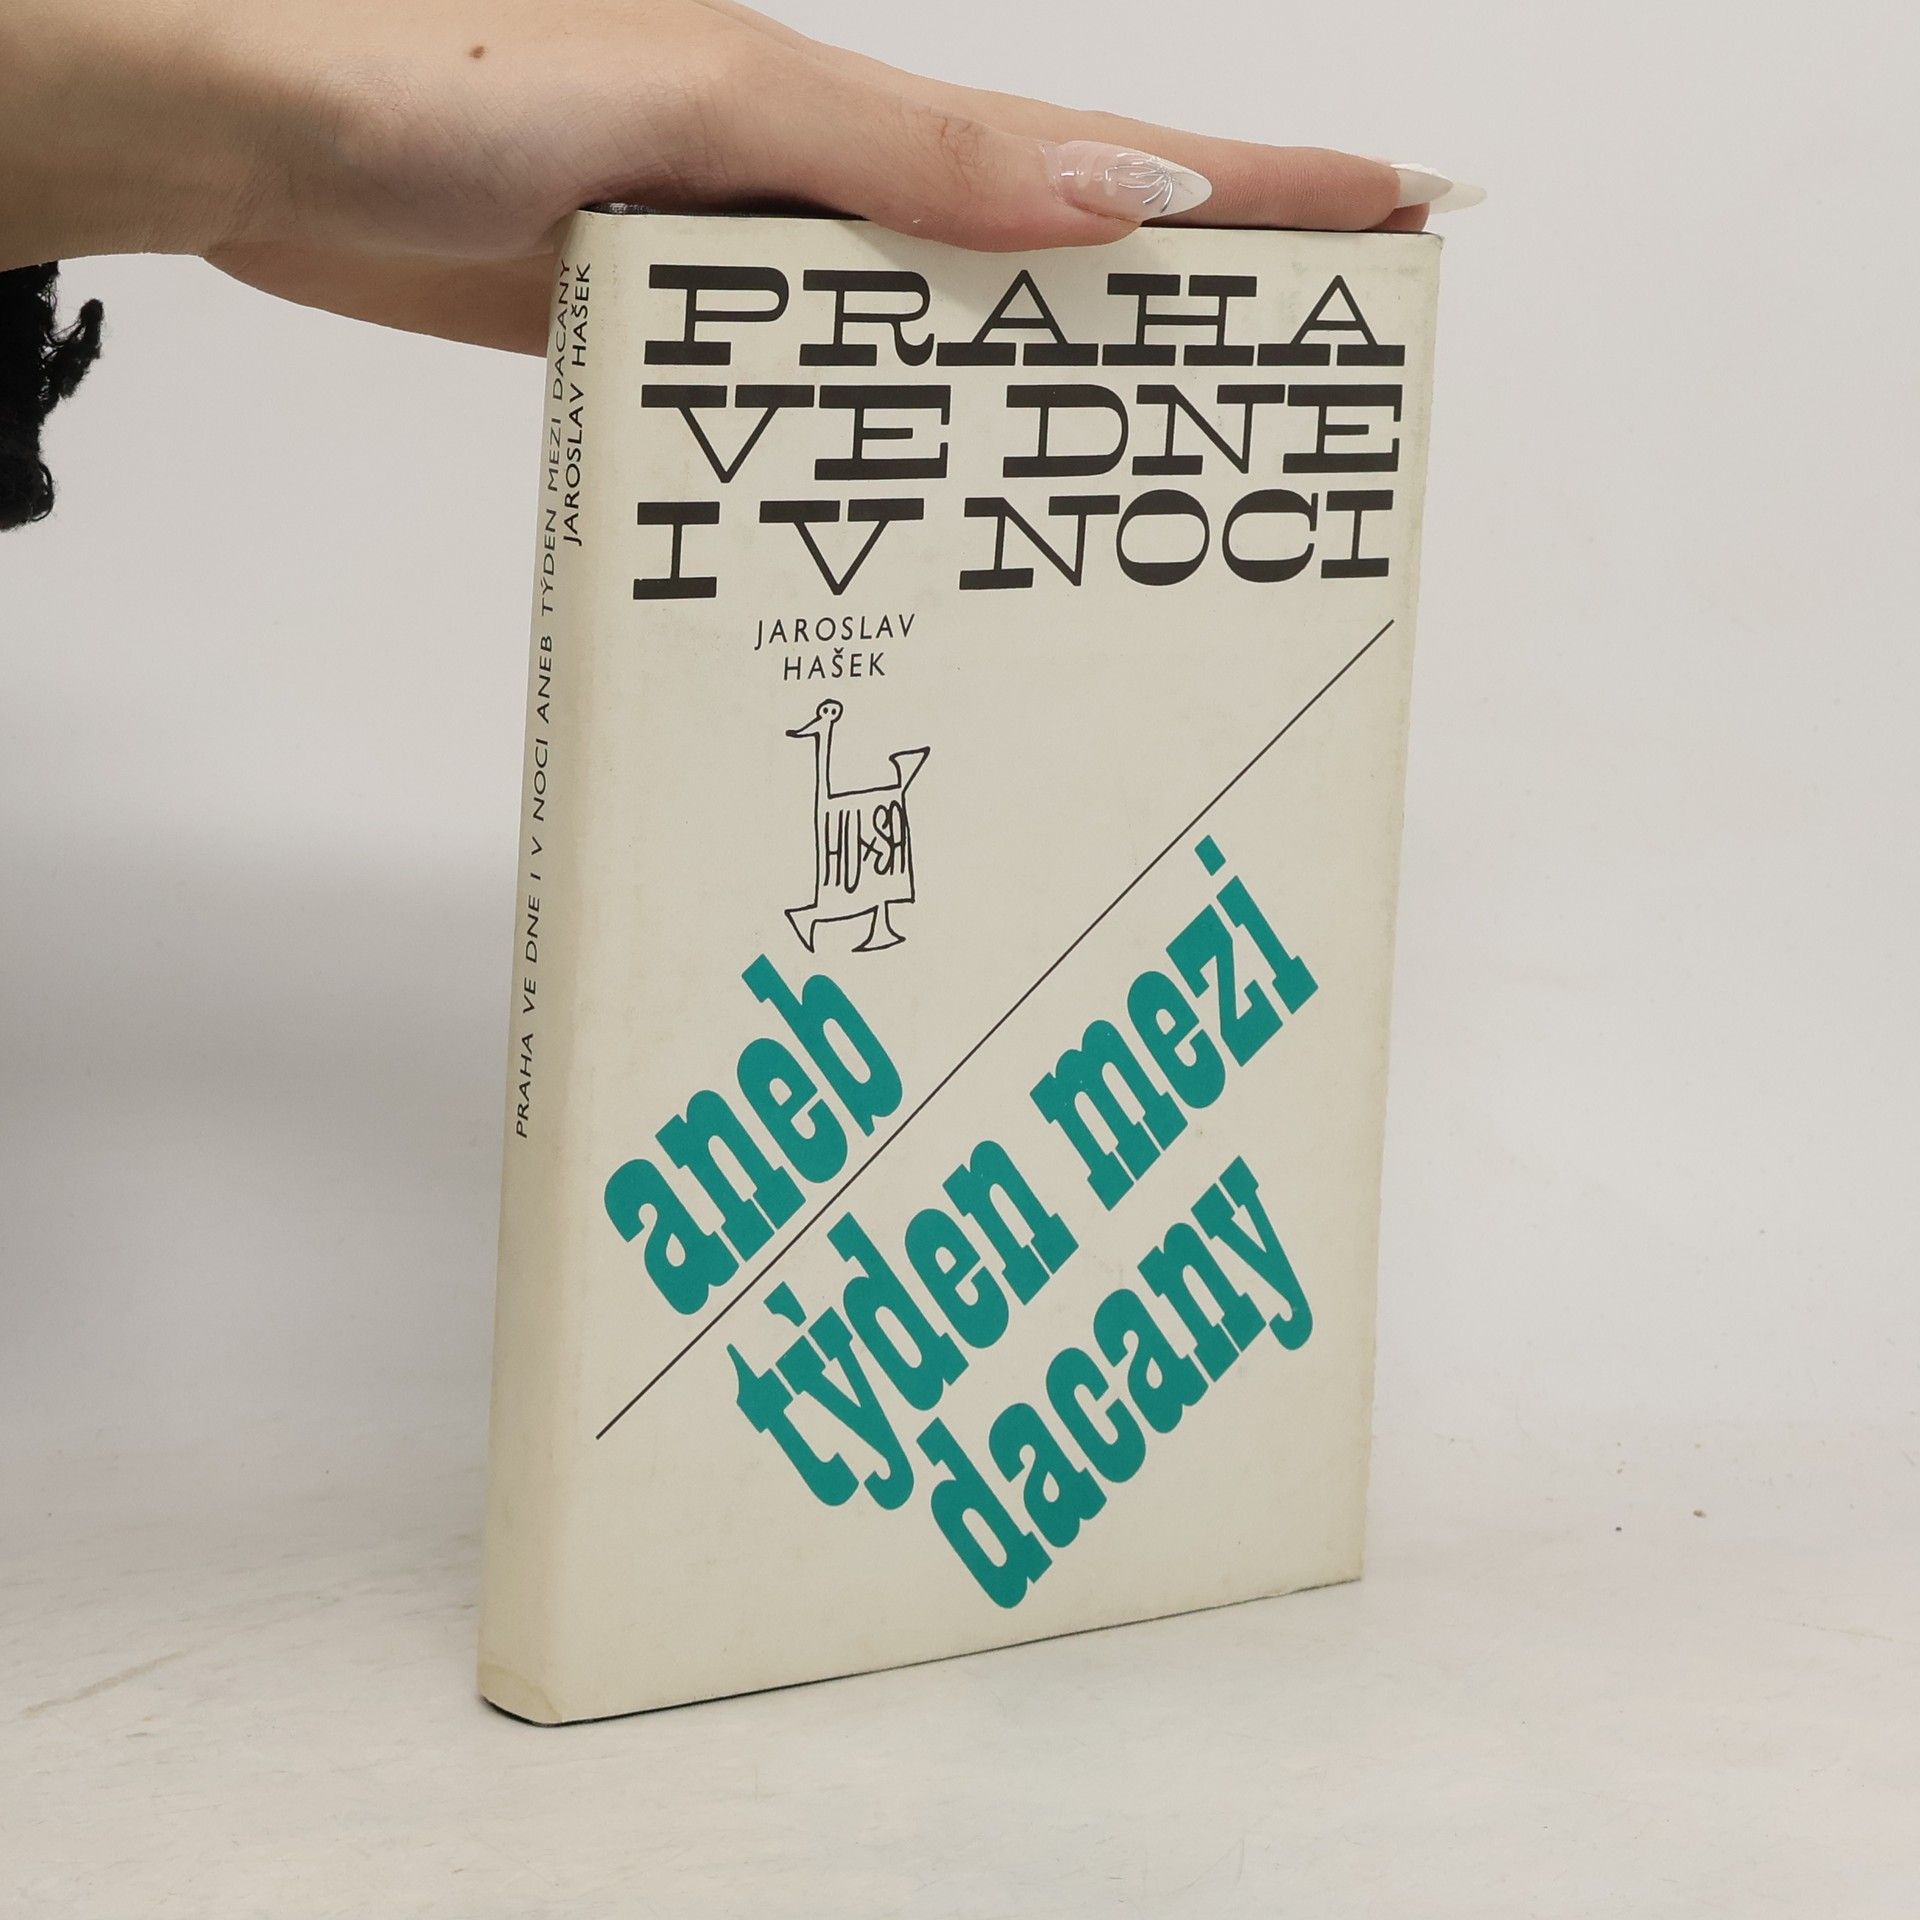 PRAHA
VE DNE
I V NOCI
JAROSLAV
HAŠEK
HU+SA
aneb
týden mezi
dacany
PRAHA VE DNE I V NOCI ANEB TÝDEN MEZI DACANY
JAROSLAV HAŠEK